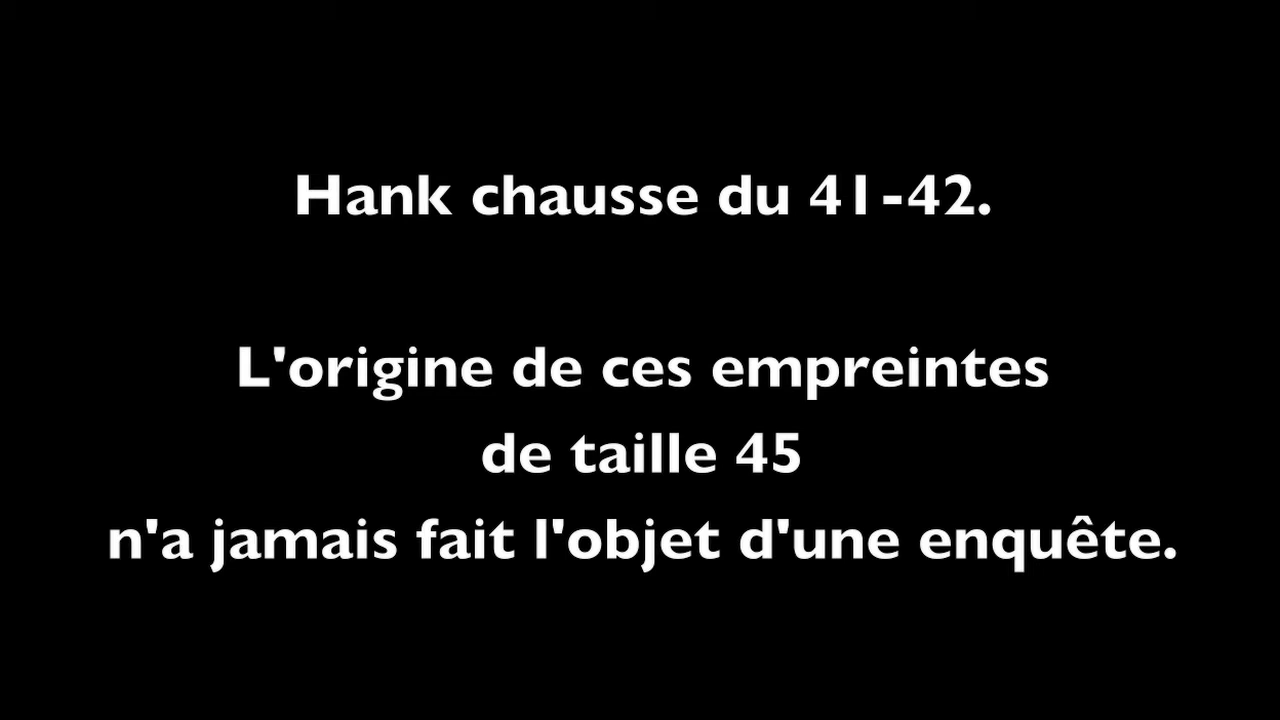 Hank chausse du 41-42.
L'origine de ces empreintes
de taille 45
n'a jamais fait l'objet d'une enquête.